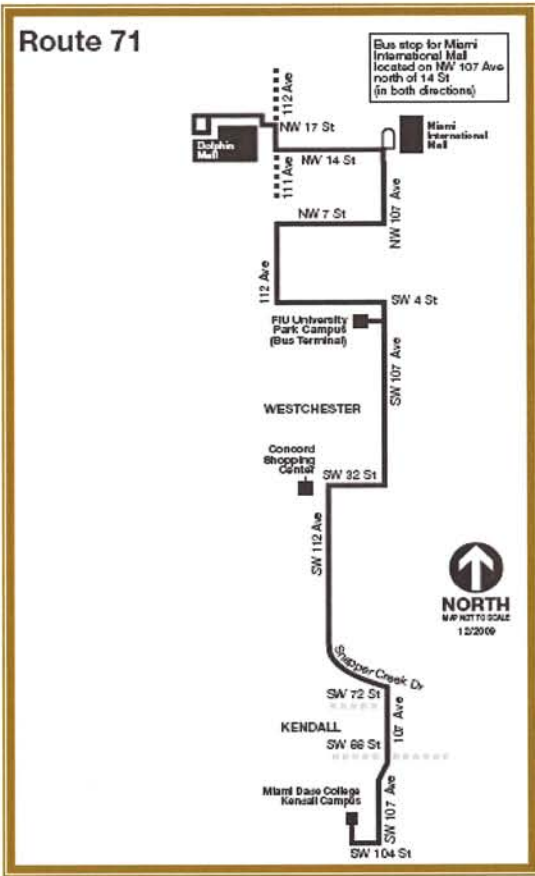 Route 71
Bus stop for Miami
International Mall
located on NW 107 Ave
north of 14 St
(in both directions)
112 Ave
NW 17 St
Dolphin
Mall
Miami
International
Mall
NW 14 St
111 Ave
NW 107 Ave
NW 7 St
112 Ave
SW 4 St
FIU University
Park Campus
(Bus Terminal)
SW 107 Ave
WESTCHESTER
Concord
Shopping
Center
SW 32 St
SW 112 Ave
NORTH
MAP NOT TO SCALE
12/2009
Snapper Creek Dr
SW 72 St
107 Ave
KENDALL
SW 88 St
Miami Dade College
Kendall Campus
SW 107 Ave
SW 104 St